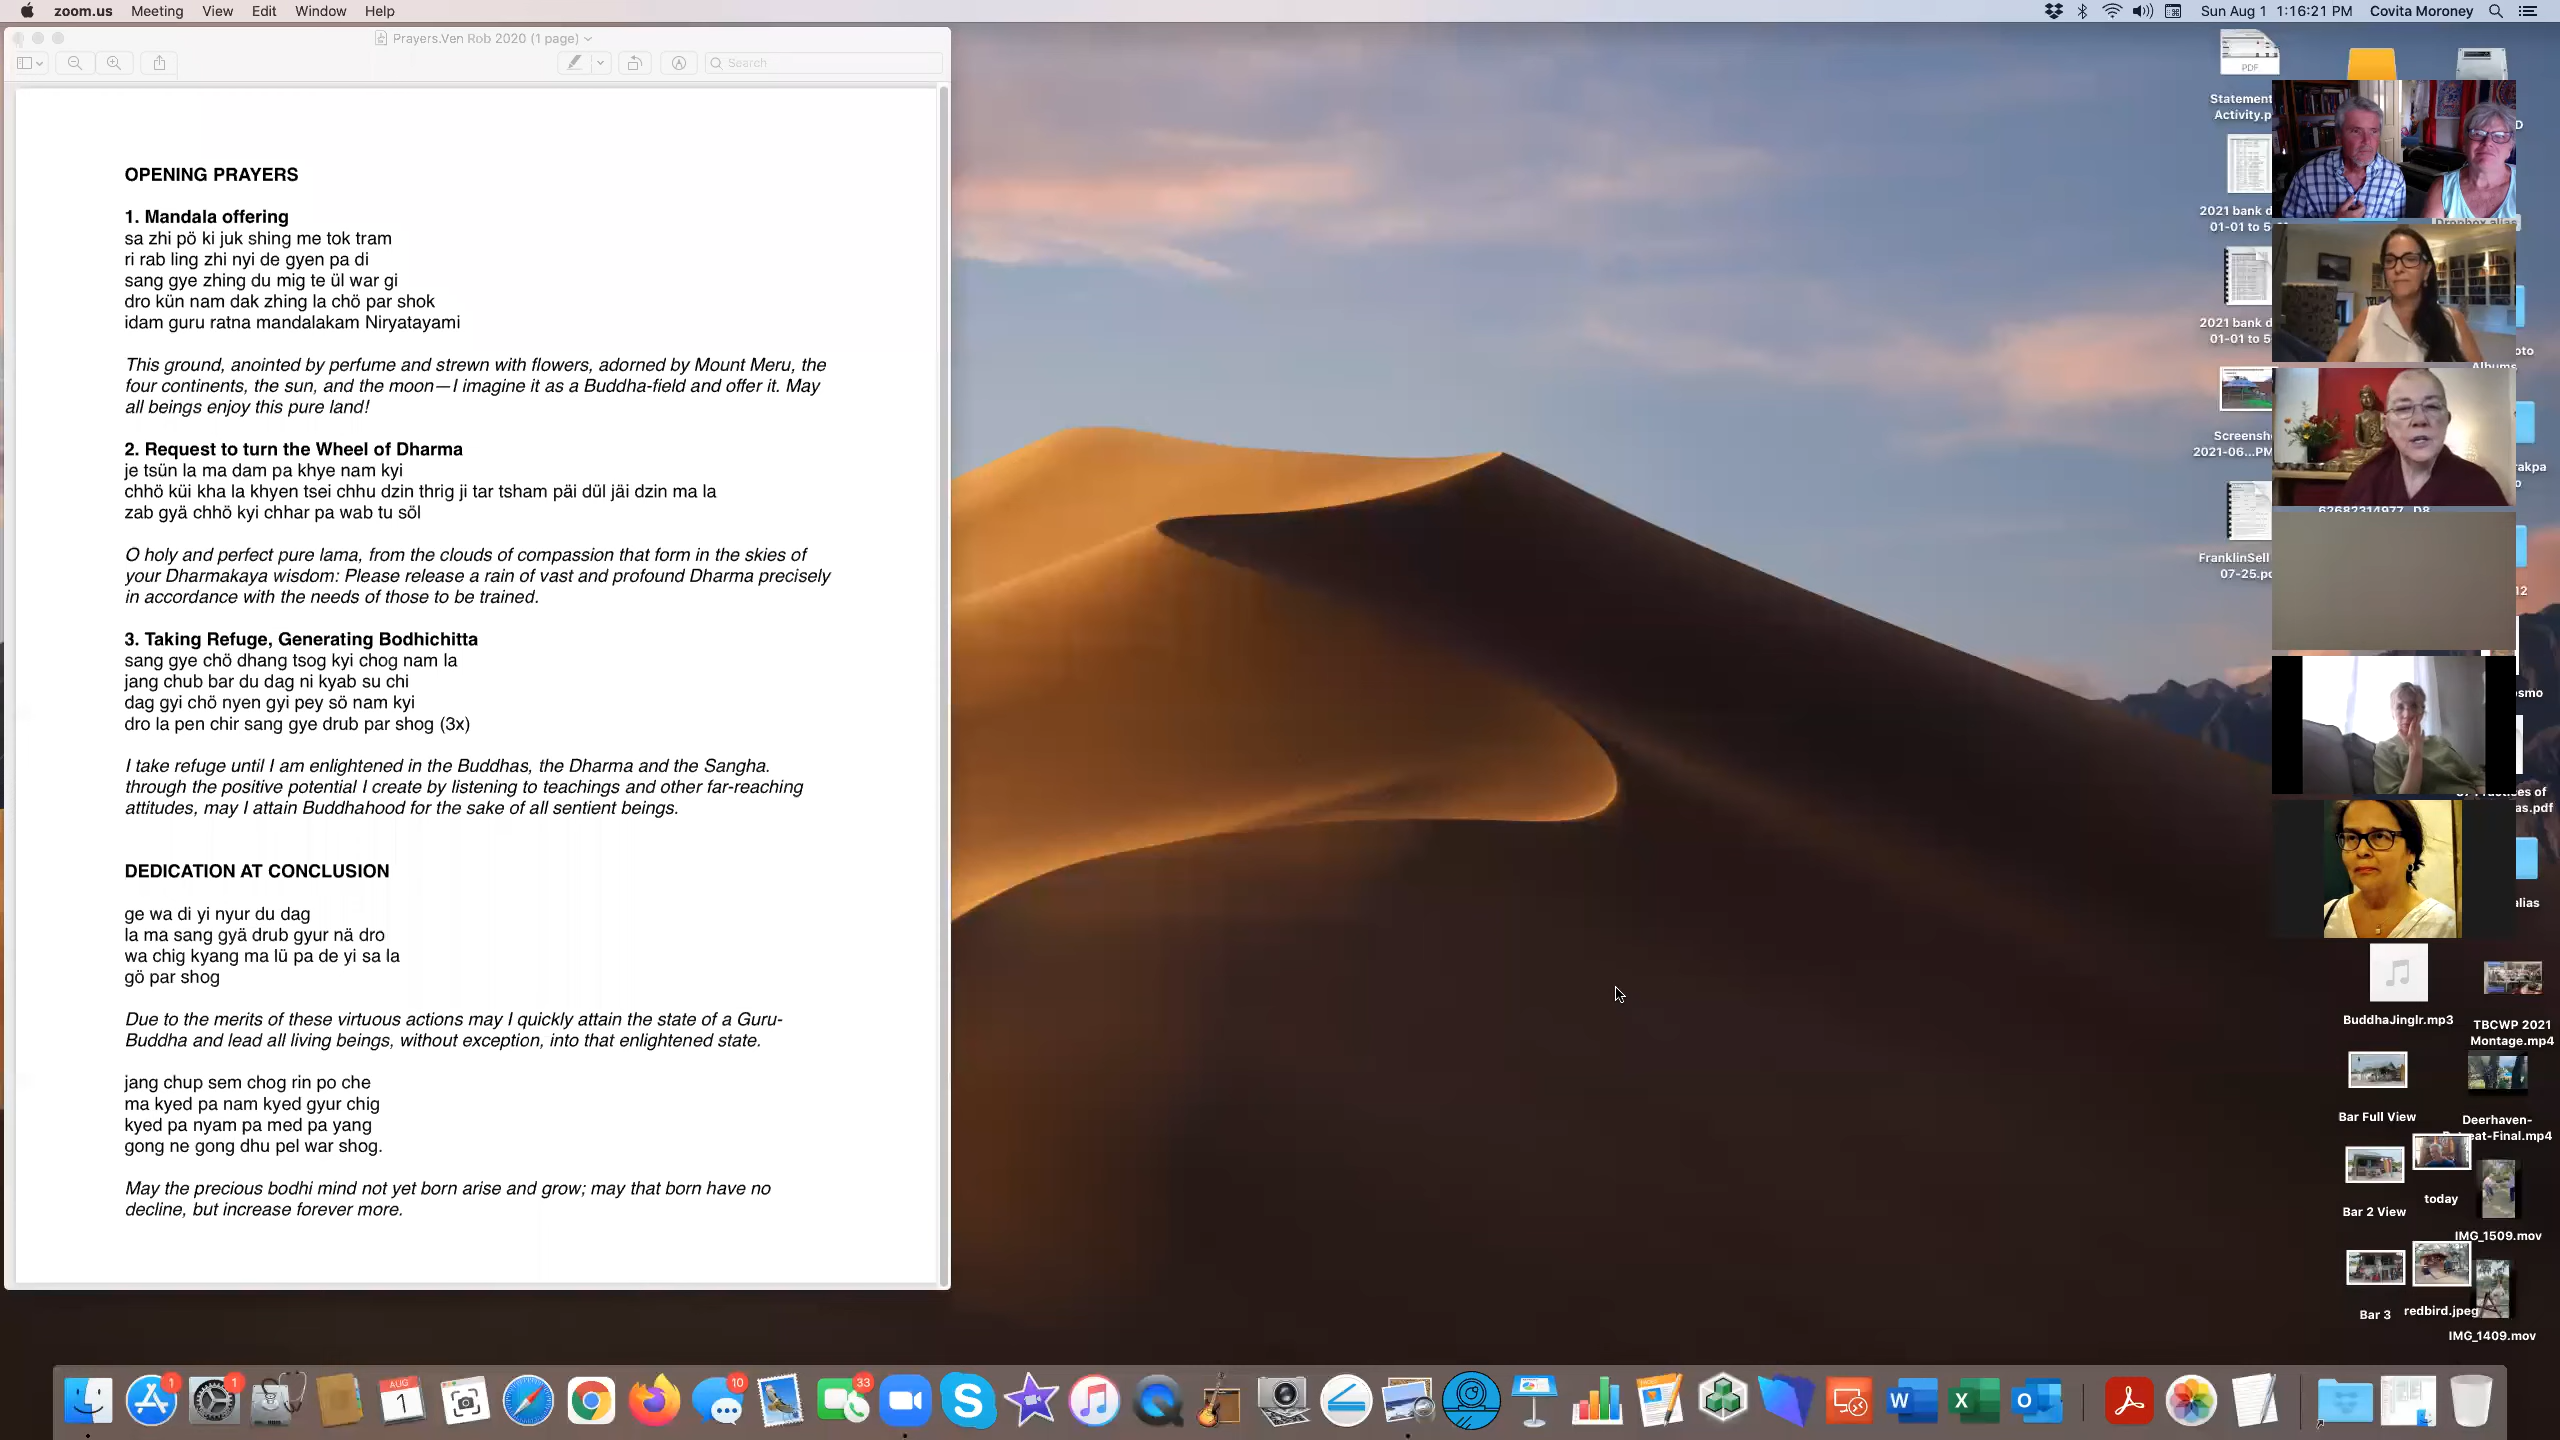 zoom.us Meeting View Edit Window Help
Sun Aug 1 1:16:21 PM Covita Moroney
Prayers.Ven Rob 2020 (1 page)
Search
OPENING PRAYERS
1. Mandala offering
sa zhi pö ki juk shing me tok tram
ri rab ling zhi nyi de gyen pa di
sang gye zhing du mig te ül war gi
dro kün nam dak zhing la chö par shok
idam guru ratna mandalakam Niryatayami
This ground, anointed by perfume and strewn with flowers, adorned by Mount Meru, the
four continents, the sun, and the moon—I imagine it as a Buddha-field and offer it. May
all beings enjoy this pure land!
2. Request to turn the Wheel of Dharma
je tsün la ma dam pa khye nam kyi
chhö küi kha la khyen tsei chhu dzin thrig ji tar tsham päi dül jäi dzin ma la
zab gyä chhö kyi chhar pa wab tu söl
O holy and perfect pure lama, from the clouds of compassion that form in the skies of
your Dharmakaya wisdom: Please release a rain of vast and profound Dharma precisely
in accordance with the needs of those to be trained.
3. Taking Refuge, Generating Bodhichitta
sang gye chö dhang tsog kyi chog nam la
jang chub bar du dag ni kyab su chi
dag gyi chö nyen gyi pey sö nam kyi
dro la pen chir sang gye drub par shog (3x)
I take refuge until I am enlightened in the Buddhas, the Dharma and the Sangha.
through the positive potential I create by listening to teachings and other far-reaching
attitudes, may I attain Buddhahood for the sake of all sentient beings.
DEDICATION AT CONCLUSION
ge wa di yi nyur du dag
la ma sang gyä drub gyur nä dro
wa chig kyang ma lü pa de yi sa la
gö par shog
Due to the merits of these virtuous actions may I quickly attain the state of a Guru-
Buddha and lead all living beings, without exception, into that enlightened state.
jang chup sem chog rin po che
ma kyed pa nam kyed gyur chig
kyed pa nyam pa med pa yang
gong ne gong dhu pel war shog.
May the precious bodhi mind not yet born arise and grow; may that born have no
decline, but increase forever more.
PDF
Statement
Activity.p
2021 bank d
01-01 to 5
2021 bank d
01-01 to 5
Screensh
2021-06...PM
FranklinSell
07-25.p
D
oto
akpa
o
12
smo
as.pdf
alias
BuddhaJinglr.mp3
TBCWP 2021
Montage.mp4
Bar Full View
Deerhaven-
eat-Final.mp4
Bar 2 View
today
IMG_1509.mov
Bar 3
redbird.jpeg
IMG_1409.mov
1
1
AUG
1
10
33
S
W
X
O